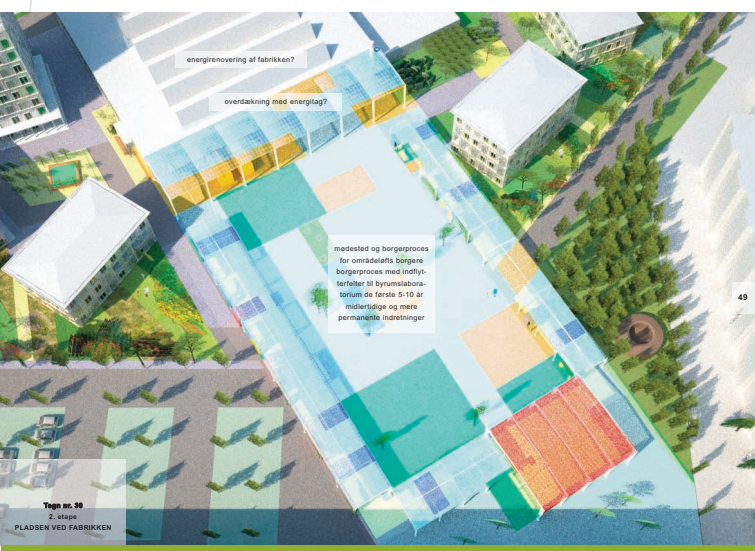 energirenovering af fabrikken?
overdækning med energitag?
mødested og borgerproces
for områdeløfts borgere
borgerproces med indflyt-
terfelter til byrumslabora-
torium de første 5-10 år
midlertidige og mere
permanente indretninger
49
Tegn nr. 30
2. etape
PLADSEN VED FABRIKKEN